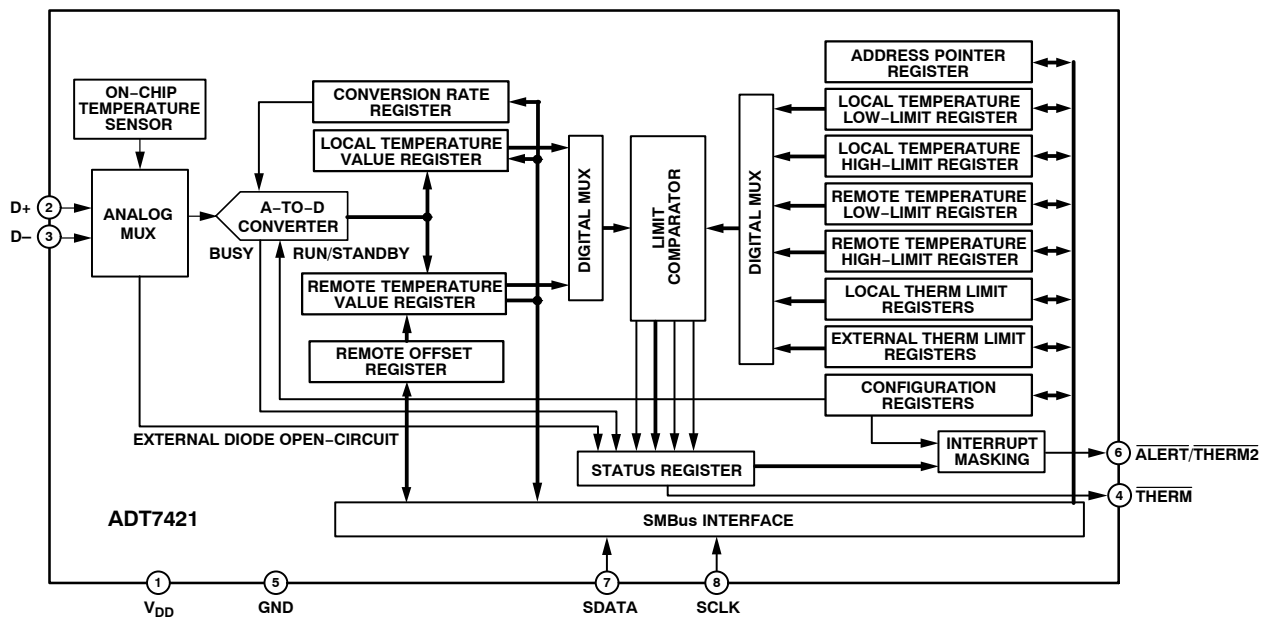 ADDRESS POINTER
REGISTER
ON–CHIP
TEMPERATURE
SENSOR
CONVERSION RATE
REGISTER
LOCAL TEMPERATURE
LOW–LIMIT REGISTER
LOCAL TEMPERATURE
VALUE REGISTER
LOCAL TEMPERATURE
HIGH–LIMIT REGISTER
D+
2
D–
3
ANALOG
MUX
A–TO–D
CONVERTER
BUSY
RUN/STANDBY
DIGITAL MUX
LIMIT
COMPARATOR
DIGITAL MUX
REMOTE TEMPERATURE
LOW–LIMIT REGISTER
REMOTE TEMPERATURE
HIGH–LIMIT REGISTER
REMOTE TEMPERATURE
VALUE REGISTER
LOCAL THERM LIMIT
REGISTERS
REMOTE OFFSET
REGISTER
EXTERNAL THERM LIMIT
REGISTERS
CONFIGURATION
REGISTERS
EXTERNAL DIODE OPEN–CIRCUIT
STATUS REGISTER
INTERRUPT
MASKING
6
ALERT/THERM2
4
THERM
ADT7421
SMBus INTERFACE
1
VDD
5
GND
7
SDATA
8
SCLK